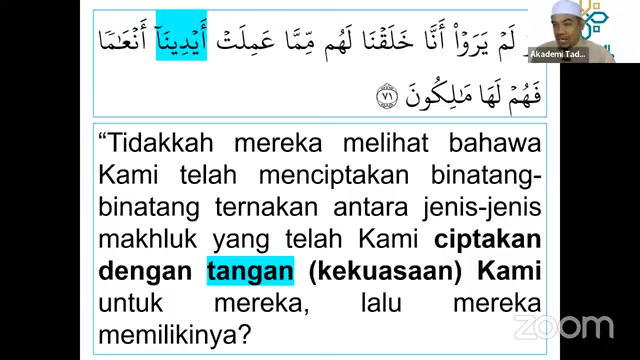 لَمۡ يَرَوۡاْ أَنَّا خَلَقۡنَا لَهُم مِّمَّا عَمِلَتۡ أَيۡدِينَآ أَنۡعَٰمٗا
فَهُمۡ لَهَا مَٰلِكُونَ ٧١
Akademi Tad...
“Tidakkah mereka melihat bahawa
Kami telah menciptakan binatang-
binatang ternakan antara jenis-jenis
makhluk yang telah Kami ciptakan
dengan tangan (kekuasaan) Kami
untuk mereka, lalu mereka
memilikinya?
zoom